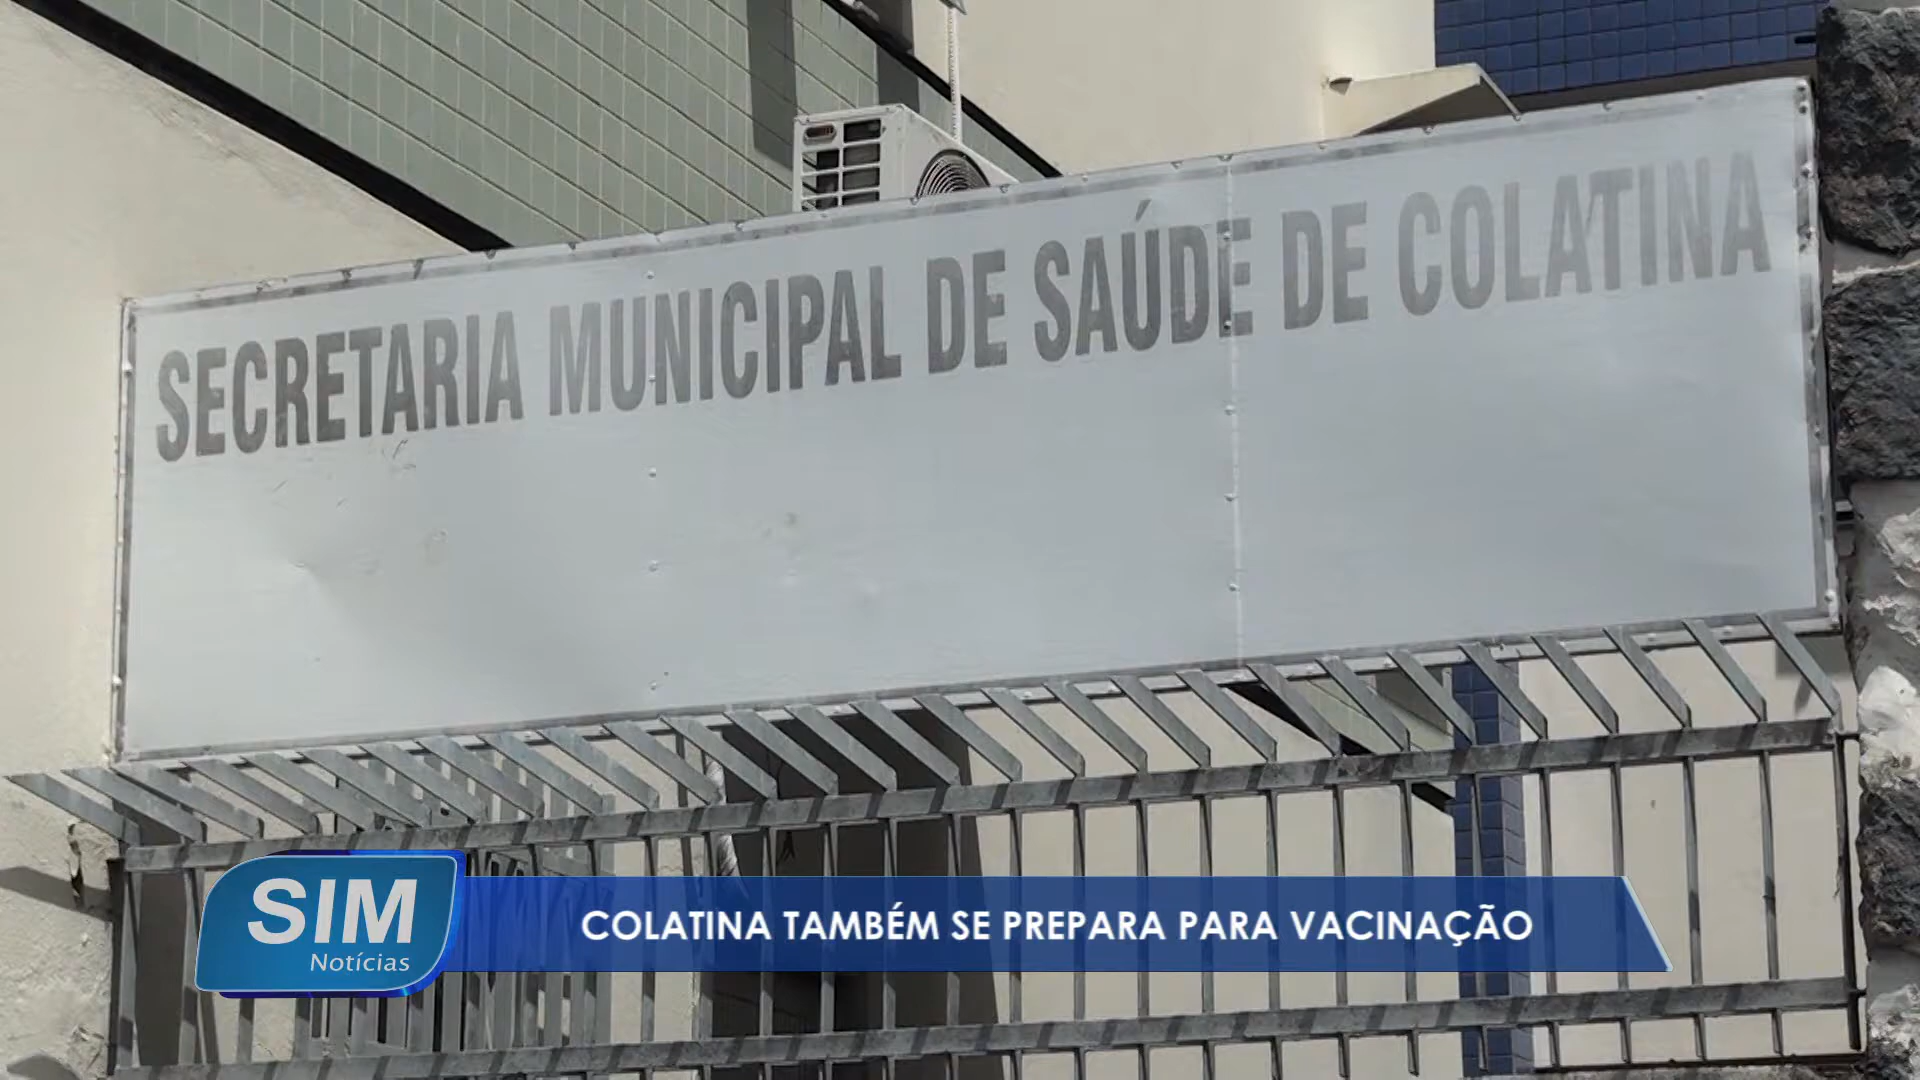 SECRETARIA MUNICIPAL DE SAÚDE DE COLATINA
SIM
Notícias
COLATINA TAMBÉM SE PREPARA PARA VACINAÇÃO